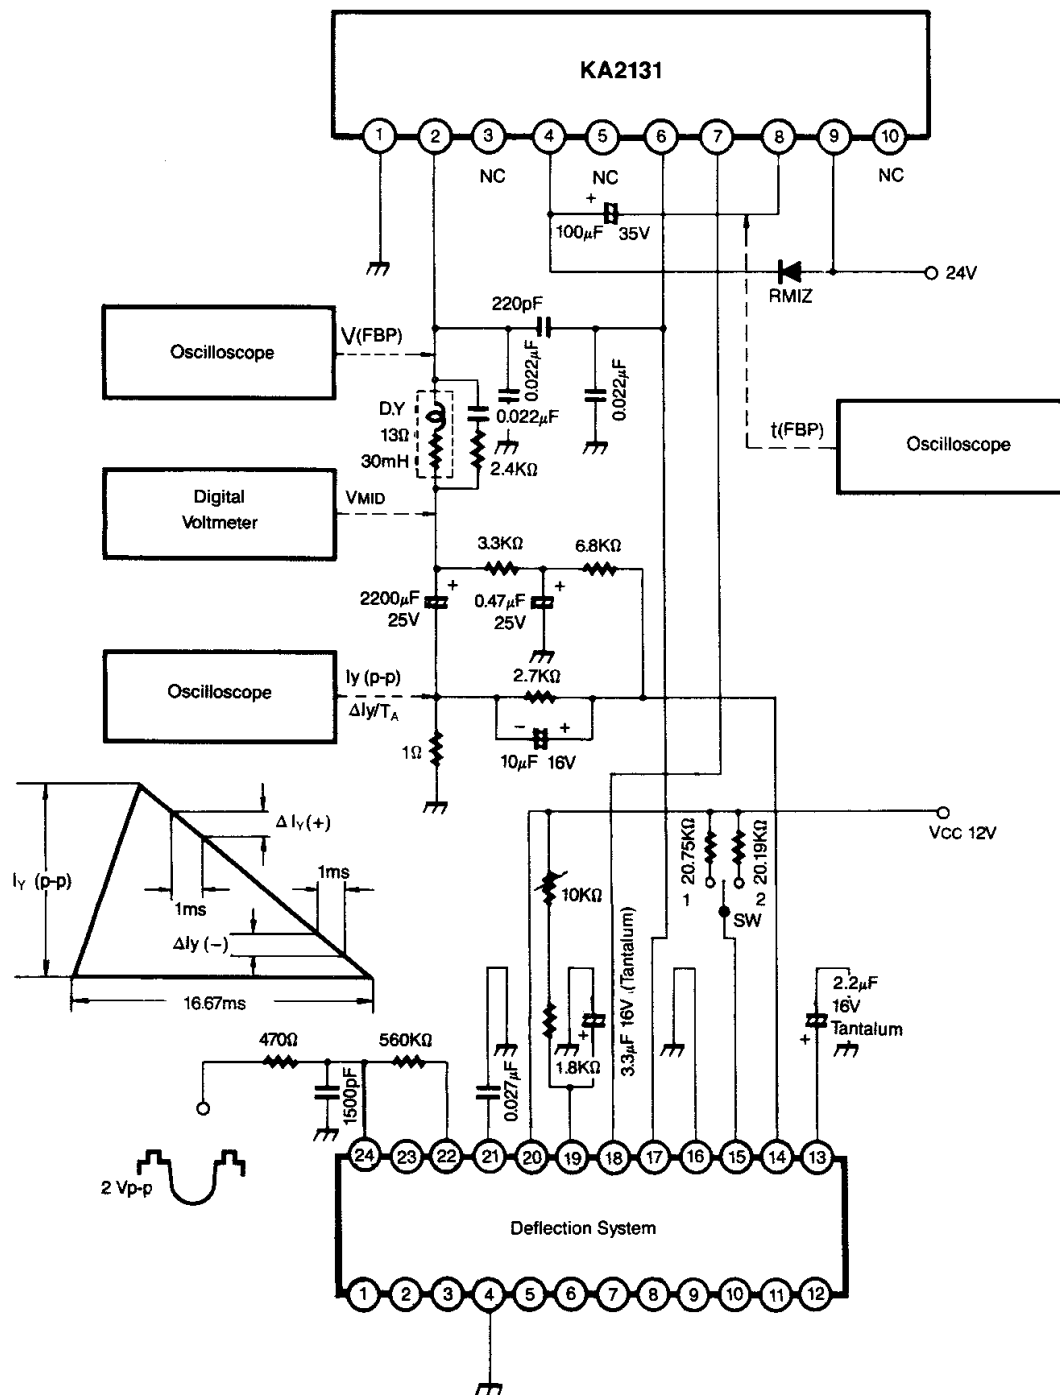 KA2131
1 2 3 4 5 6 7 8 9 10
NC
NC
NC
+
100μF 35V
RMIZ
24V
220pF
Oscilloscope
V(FBP)
0.022μF
0.022μF
0.022μF
D.Y
13Ω
30mH
2.4KΩ
t(FBP)
Oscilloscope
Digital
Voltmeter
VMID
3.3KΩ
6.8KΩ
2200μF
25V
+
0.47μF
25V
+
Oscilloscope
Iy (p-p)
ΔIy/TA
2.7KΩ
− +
10μF 16V
1Ω
Δ IY(+)
IY (p-p)
1ms
1ms
ΔIy (−)
16.67ms
VCC 12V
20.75KΩ
20.19KΩ
1
2
SW
10KΩ
3.3μF 16V (Tantalum)
+
1.8KΩ
2.2μF
16V
Tantalum
+
470Ω
560KΩ
1500pF
0.027μF
2 Vp-p
24 23 22 21 20 19 18 17 16 15 14 13
Deflection System
1 2 3 4 5 6 7 8 9 10 11 12